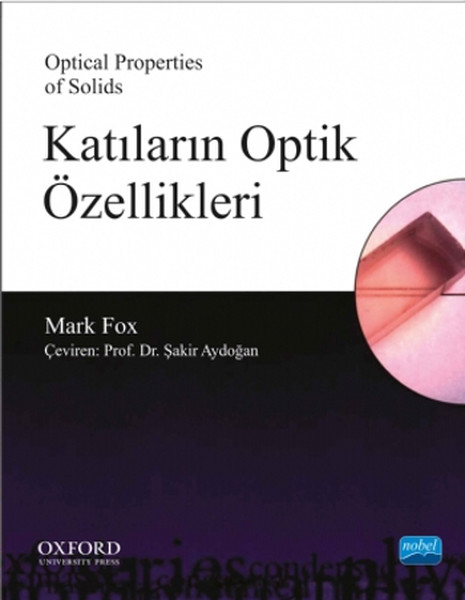 Optical Properties
of Solids
Katıların Optik
Özellikleri
Mark Fox
Çeviren: Prof. Dr. Şakir Aydoğan
OXFORD
UNIVERSITY PRESS
nobel